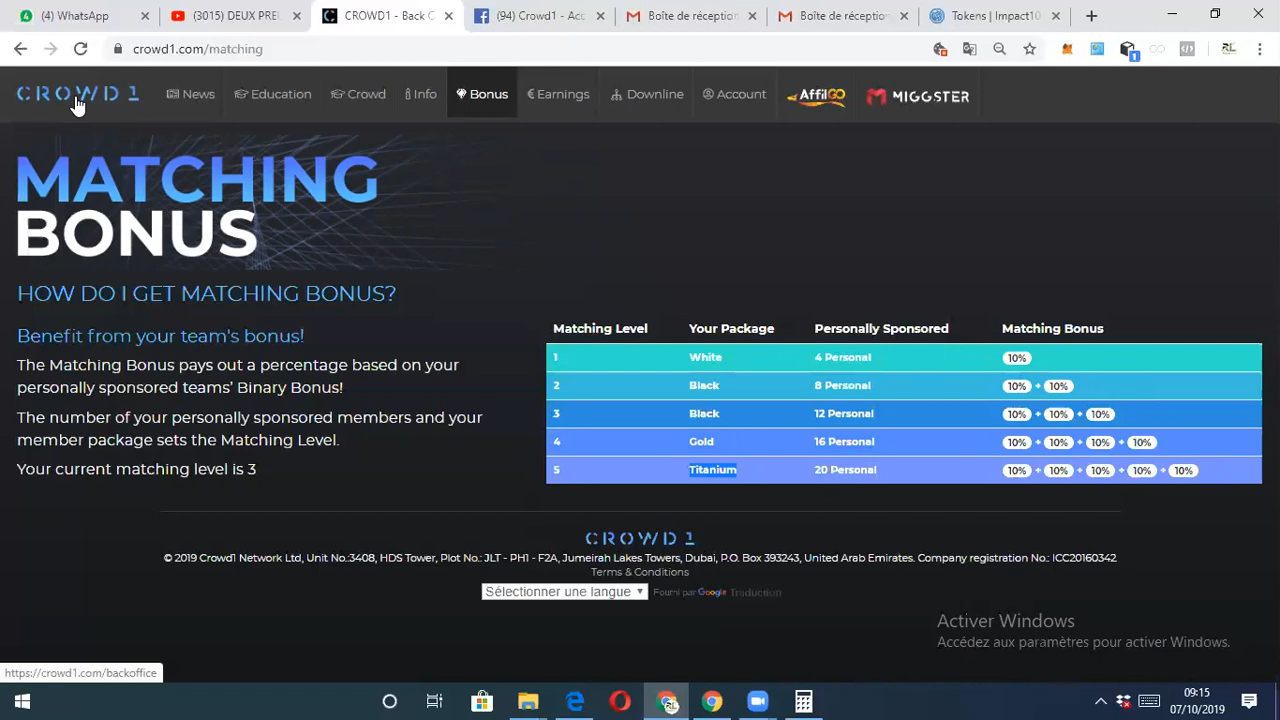 (4) WhatsApp
(3015) DEUX PREI
CROWD1 - Back C
(94) Crowd1 - Acc
Boîte de réception
Boîte de réception
Tokens | Impact10
crowd1.com/matching
CROWD 1
News
Education
Crowd
Info
Bonus
Earnings
Downline
Account
AffilGO
MIGGSTER
MATCHING
BONUS
HOW DO I GET MATCHING BONUS?
Benefit from your team's bonus!
The Matching Bonus pays out a percentage based on your
personally sponsored teams' Binary Bonus!
The number of your personally sponsored members and your
member package sets the Matching Level.
Your current matching level is 3
Matching Level Your Package Personally Sponsored Matching Bonus
1 White 4 Personal 10%
2 Black 8 Personal 10% + 10%
3 Black 12 Personal 10% + 10% + 10%
4 Gold 16 Personal 10% + 10% + 10% + 10%
5 Titanium 20 Personal 10% + 10% + 10% + 10% + 10%
CROWD 1
© 2019 Crowd1 Network Ltd, Unit No.:3408, HDS Tower, Plot No.: JLT - PH1 - F2A, Jumeirah Lakes Towers, Dubai, P.O. Box 393243, United Arab Emirates. Company registration No.: ICC20160342.
Terms & Conditions
Sélectionner une langue
Fourni par Google Traduction
Activer Windows
Accédez aux paramètres pour activer Windows.
https://crowd1.com/backoffice
09:15
07/10/2019